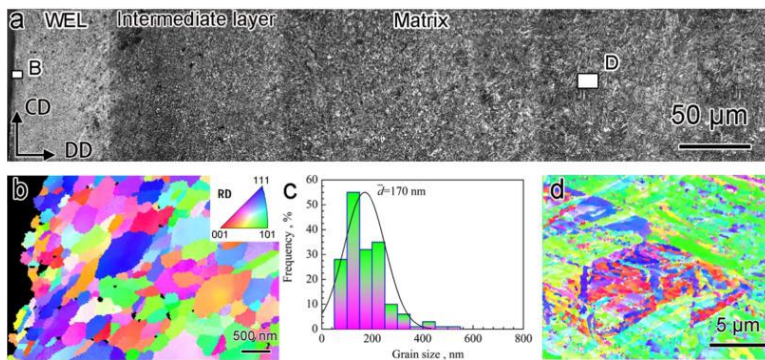 a
WEL
Intermediate layer
Matrix
B
D
CD
DD
50 µm
b
RD
111
001
101
500 nm
c
d̄=170 nm
Frequency , %
60
50
40
30
20
10
0
0 200 400 600 800
Grain size , nm
d
5 µm